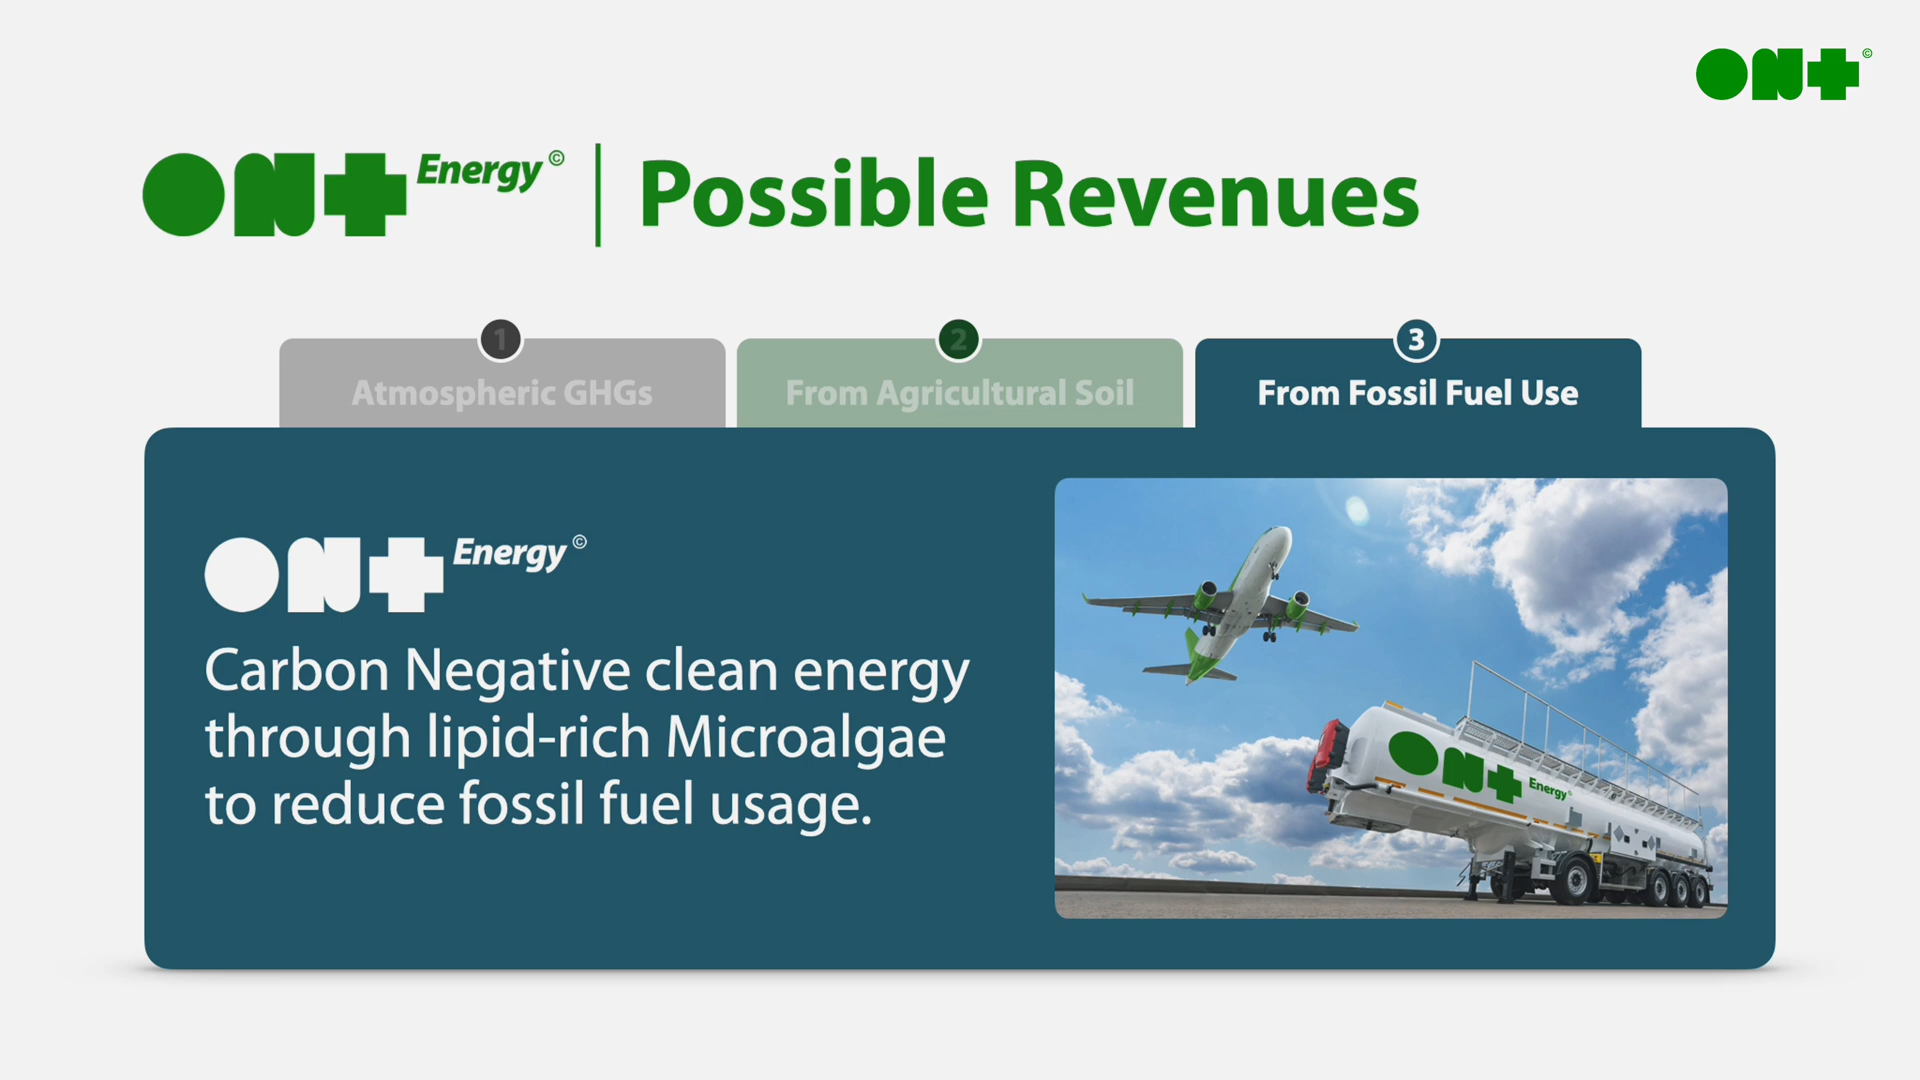 ON+©
ON+ Energy© | Possible Revenues
1
2
3
Atmospheric GHGs
From Agricultural Soil
From Fossil Fuel Use
ON+ Energy©
Carbon Negative clean energy
through lipid-rich Microalgae
to reduce fossil fuel usage.
ON+ Energy©